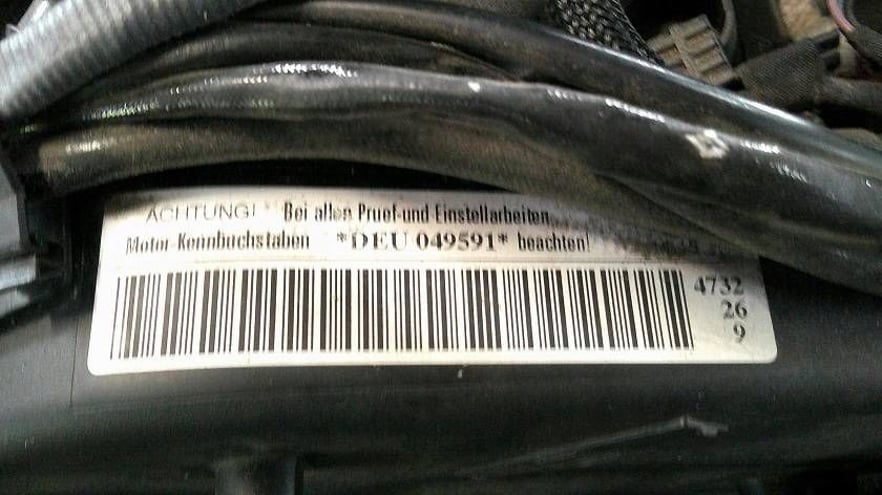 ACHTUNG! Bei allen Pruef-und Einstellarbeiten
Motor-Kennbuchstaben *DEU 049591* beachten!
4732
26
9